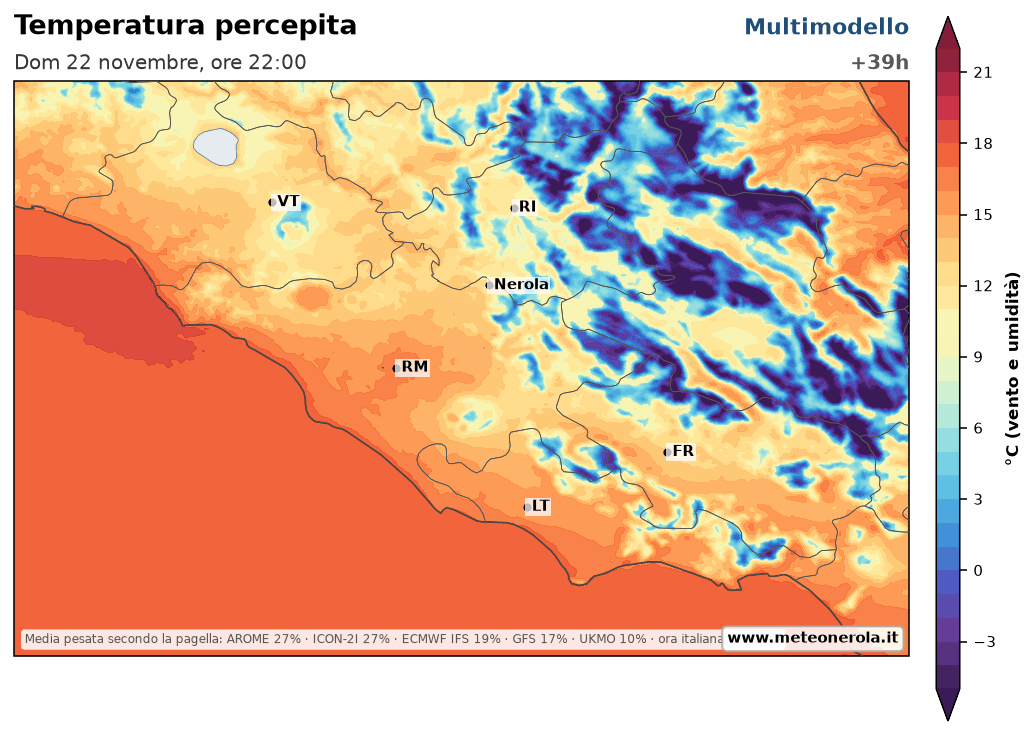 Temperatura percepita
Multimodello
Dom 22 novembre, ore 22:00
+39h
21
18
15
12
9
6
3
0
−3
°C (vento e umidità)
VT
RI
Nerola
RM
FR
LT
Media pesata secondo la pagella: AROME 27% · ICON-2I 27% · ECMWF IFS 19% · GFS 17% · UKMO 10% · ora italiana
www.meteonerola.it